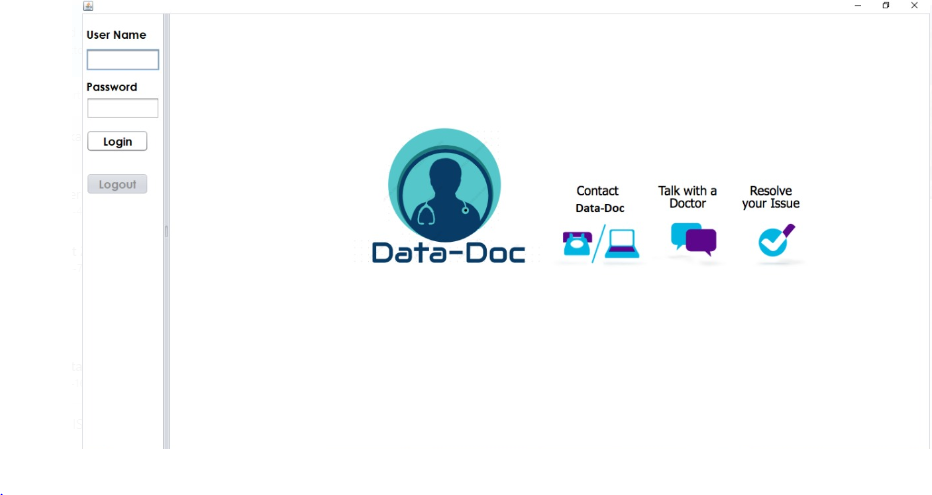 User Name
Password
Login
Logout
Data-Doc
Contact
Data-Doc
Talk with a
Doctor
Resolve
your Issue